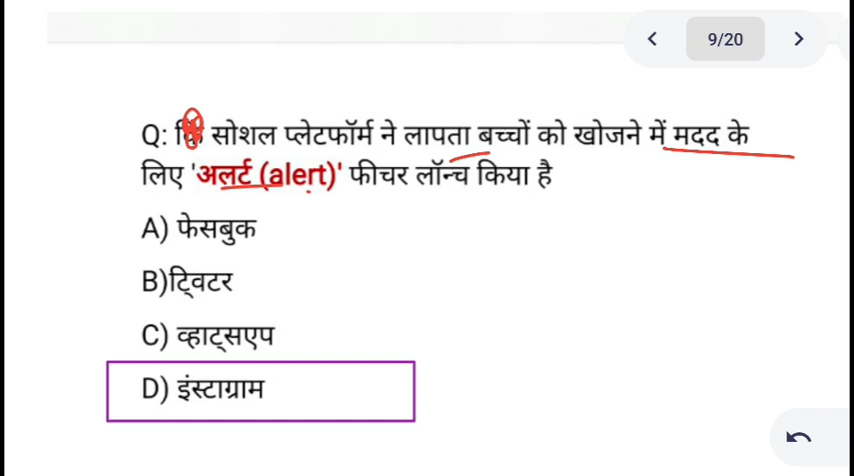 9/20
Q: सोशल प्लेटफॉर्म ने लापता बच्चों को खोजने में मदद के
लिए 'अलर्ट (alert)' फीचर लॉन्च किया है
A) फेसबुक
B)ट्विटर
C) व्हाट्सएप
D) इंस्टाग्राम